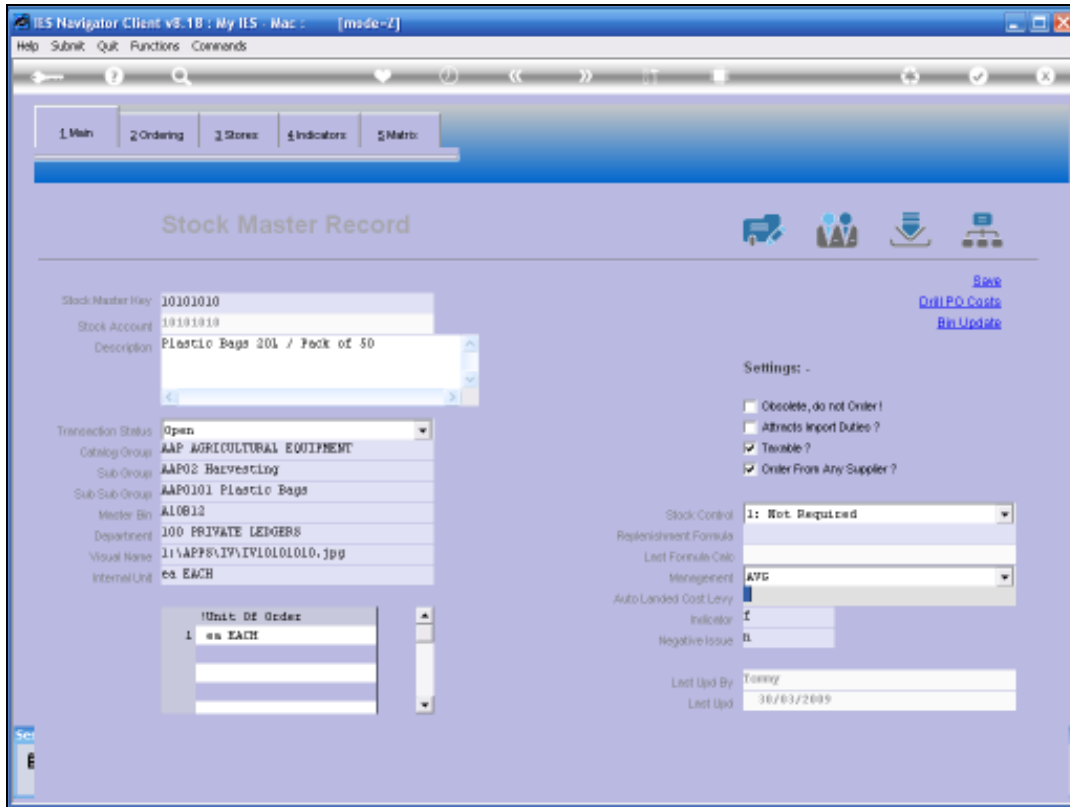 IES Navigator Client v8.1B : My IES - Mac : [mode=Z]
Help Submit Quit Functions Commands
1 Main 2 Ordering 3 Stores 4 Indicators 5 Matrix
Stock Master Record
Save
Drill PO Costs
Bin Update
Stock Master Key 10101010
Stock Account 10101010
Description Plastic Bags 20L / Pack of 50
Settings: -
Obsolete, do not Order !
Attracts Import Duties ?
Taxable ?
Order From Any Supplier ?
Transaction Status Open
Catalog Group AAP AGRICULTURAL EQUIPMENT
Sub Group AAP02 Harvesting
Sub Sub Group AAP0101 Plastic Bags
Master Bin A10B12
Department 100 PRIVATE LEDGERS
Visual Name 1:\APPS\IV\IV10101010.jpg
Internal Unit ea EACH
Stock Control 1: Not Required
Replenishment Formula
Last Formula Calc
Management AVG
Auto Landed Cost Levy
Indicator f
Negative Issue n
!Unit Of Order
1 ea EACH
Last Upd By Tommy
Last Upd 30/03/2009